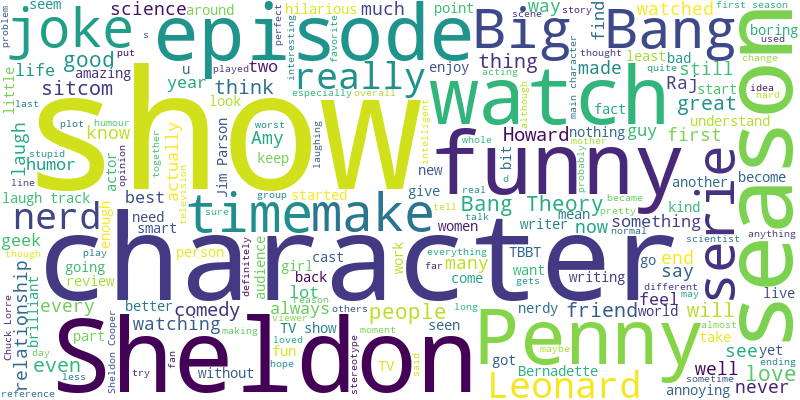 show
character
Sheldon
episode
funny
season
watch
Penny
Big Bang
time
make
joke
serie
really
nerd
Leonard
Bang Theory
people
friend
relationship
comedy
sitcom
humor
laugh
life
good
science
much
around
seem
problem
hilarious
way
point
find
watched
first season
story
scene
used
boring
least
bad
change
thing
made
still
Raj
start
main character
thought
quite
fact
great
idea
hard
understand
Howard
nothing
guy
first
amazing
put
s
year
u
two
think
look
perfect
interesting
favorite
played
enjoy
acting
although
especially
overall
little
last
plot
humour
know
stupid
opinion
line
actor
together
actually
Amy
keep
worst
laughing
Jim Parson
intelligent
whole
d
bit
mother
probably
new
another
become
kind
real
became
pretty
give
group
started
television
best
smart
need
laugh track
geek
enough
though
play
going
review
person
sure
women
tell
talk
writer
mean
now
something
scientist
normal
anything
audience
girl
cast
back
many
everything
TBBT
want
go
end
say
far
come
gets
writing
different
feel
world
may
live
will
almost
take
see
yet
well
love
never
annoying
sometime
ending
maybe
got
Bernadette
nerdy
seen
long
always
others
reason
viewer
lot
work
definitely
TV show
fun
loved
hope
moment
TV
said
stereotype
without
making
fan
try
Sheldon Cooper
watching
better
every
part
brilliant
Chuck Lorre
even
day
less
reference